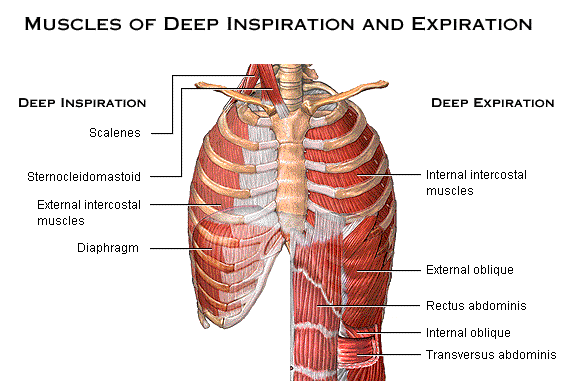 Muscles of Deep Inspiration and Expiration
Deep Inspiration
Scalenes
Sternocleidomastoid
External intercostal
muscles
Diaphragm
Deep Expiration
Internal intercostal
muscles
External oblique
Rectus abdominis
Internal oblique
Transversus abdominis